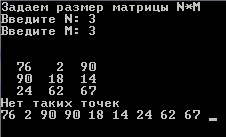 Задаем размер матрицы N*M
Введите N: 3
Введите M: 3
76 2 90
90 18 14
24 62 67
Нет таких точек
76 2 90 90 18 14 24 62 67 _